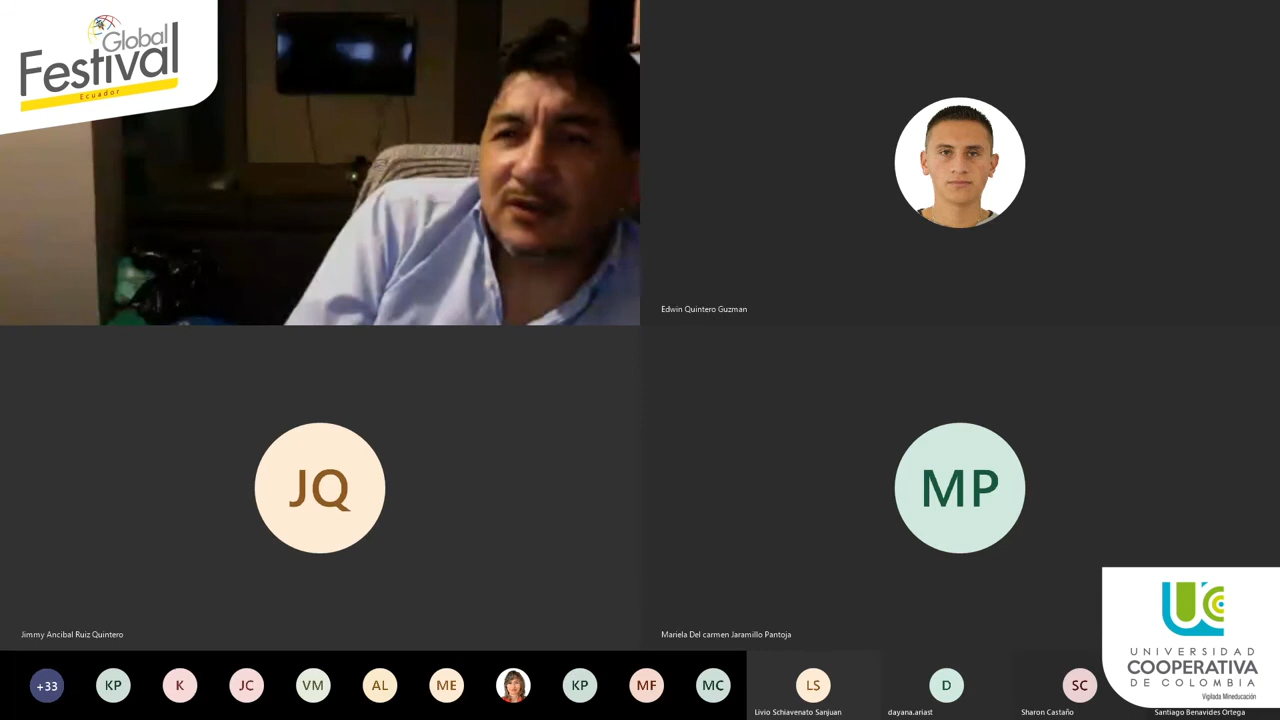 Global
Festival
Ecuador
Edwin Quintero Guzman
JQ
MP
Jimmy Ancibal Ruiz Quintero
Mariela Del carmen Jaramillo Pantoja
+33
KP
K
JC
VM
AL
ME
KP
MF
MC
LS
D
SC
Livio Schiavenato Sanjuan
dayana.ariast
Sharon Castaño
Santiago Benavides Ortega
UNIVERSIDAD
COOPERATIVA
DE COLOMBIA
Vigilada Mineducación